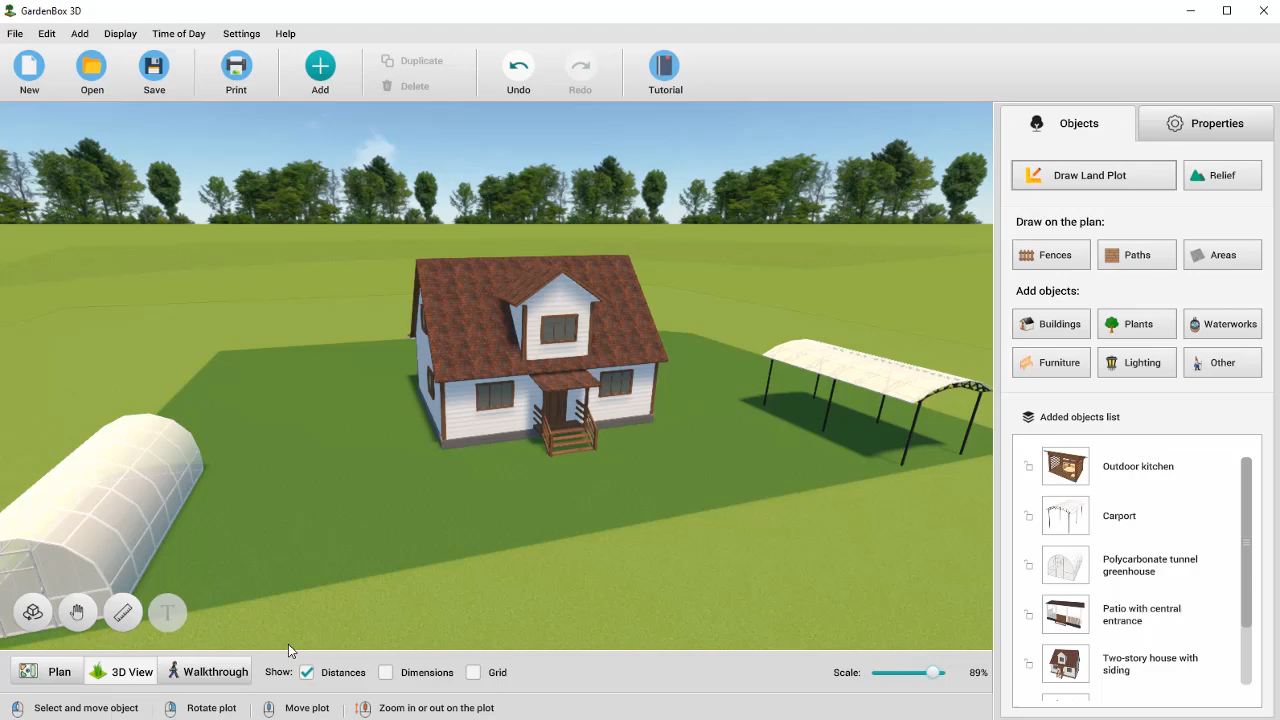 GardenBox 3D
File Edit Add Display Time of Day Settings Help
New Open Save Print Add Duplicate Delete Undo Redo Tutorial
Objects Properties
Draw Land Plot Relief
Draw on the plan:
Fences Paths Areas
Add objects:
Buildings Plants Waterworks
Furniture Lighting Other
Added objects list
Outdoor kitchen
Carport
Polycarbonate tunnel
greenhouse
Patio with central
entrance
Two-story house with
siding
T
Plan 3D View Walkthrough Show: Distances Dimensions Grid Scale: 89%
Select and move object Rotate plot Move plot Zoom in or out on the plot